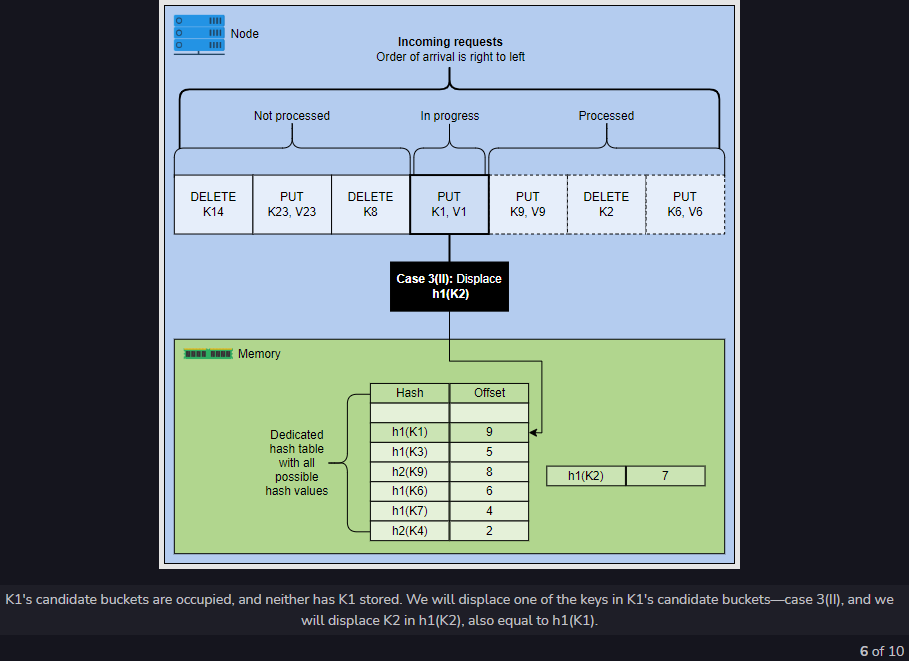 Node
Incoming requests
Order of arrival is right to left
Not processed
In progress
Processed
DELETE
K14
PUT
K23, V23
DELETE
K8
PUT
K1, V1
PUT
K9, V9
DELETE
K2
PUT
K6, V6
Case 3(II): Displace
h1(K2)
Memory
Dedicated
hash table
with all
possible
hash values
Hash Offset
h1(K1) 9
h1(K3) 5
h2(K9) 8
h1(K6) 6
h1(K7) 4
h2(K4) 2
h1(K2) 7
K1's candidate buckets are occupied, and neither has K1 stored. We will displace one of the keys in K1's candidate buckets—case 3(II), and we
will displace K2 in h1(K2), also equal to h1(K1).
6 of 10